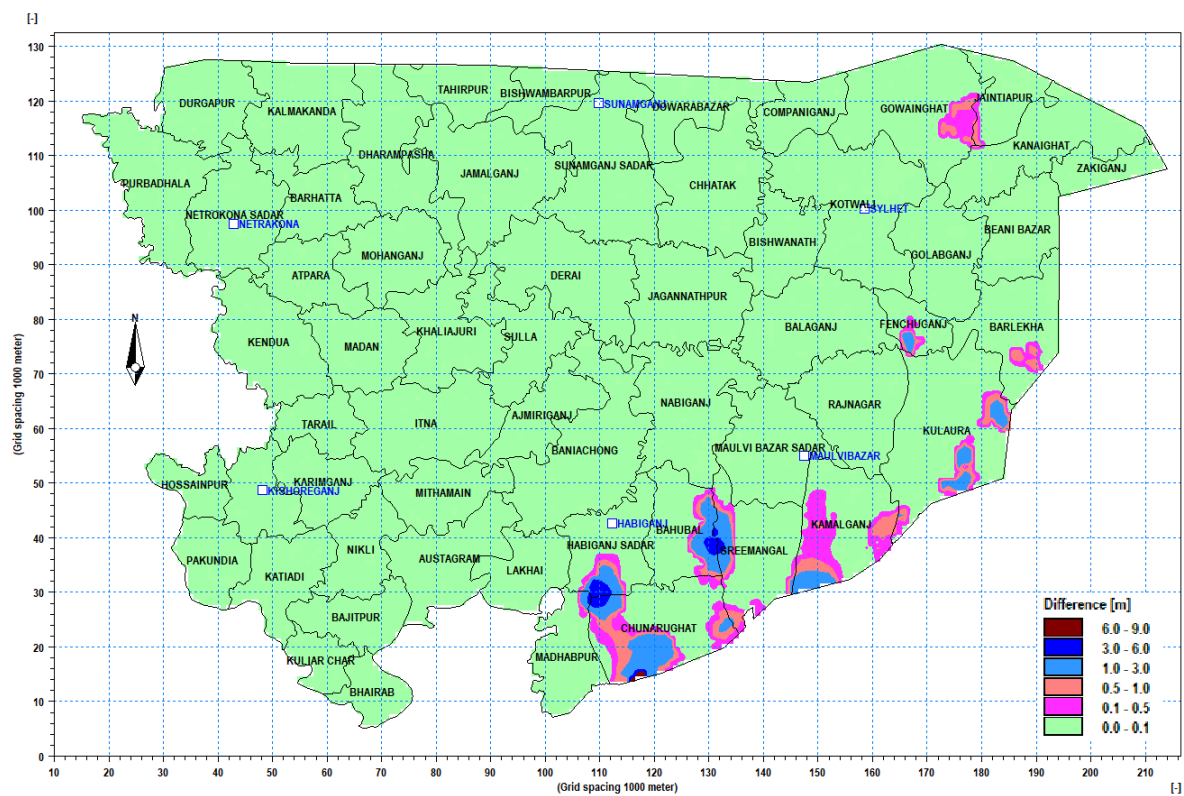 [-]
130
TAHIRPUR
BISHWAMBARPUR
DURGAPUR
KALMAKANDA
SUNAMGANJ
DOWARABAZAR
COMPANIGANJ
GOWAINGHAT
JAINTIAPUR
120
110
DHARAMPASHA
SUNAMGANJ SADAR
KANAIGHAT
ZAKIGANJ
PURBADHALA
JAMALGANJ
CHHATAK
BARHATTA
KOTWALI
SYLHET
100
NETROKONA SADAR
NETRAKONA
BEANI BAZAR
BISHWANATH
MOHANGANJ
GOLABGANJ
90
ATPARA
DERAI
JAGANNATHPUR
80
KHALIAJURI
SULLA
BALAGANJ
FENCHUGANJ
BARLEKHA
N
KENDUA
MADAN
70
(Grid spacing 1000 meter)
NABIGANJ
RAJNAGAR
AJMIRIGANJ
TARAIL
ITNA
60
KULAURA
BANIACHONG
MAULVI BAZAR SADAR
MAULVIBAZAR
50
HOSSAINPUR
KARIMGANJ
KISHOREGANJ
MITHAMAIN
HABIGANJ
BAHUBAL
KAMALGANJ
40
HABIGANJ SADAR
SREEMANGAL
NIKLI
PAKUNDIA
AUSTAGRAM
LAKHAI
KATIADI
30
BAJITPUR
CHUNARUGHAT
20
KULIAR CHAR
MADHABPUR
BHAIRAB
10
0
Difference [m]
6.0 - 9.0
3.0 - 6.0
1.0 - 3.0
0.5 - 1.0
0.1 - 0.5
0.0 - 0.1
10 20 30 40 50 60 70 80 90 100 110 120 130 140 150 160 170 180 190 200 210
(Grid spacing 1000 meter)
[-]